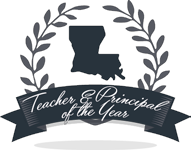 Teacher & Principal
of the Year